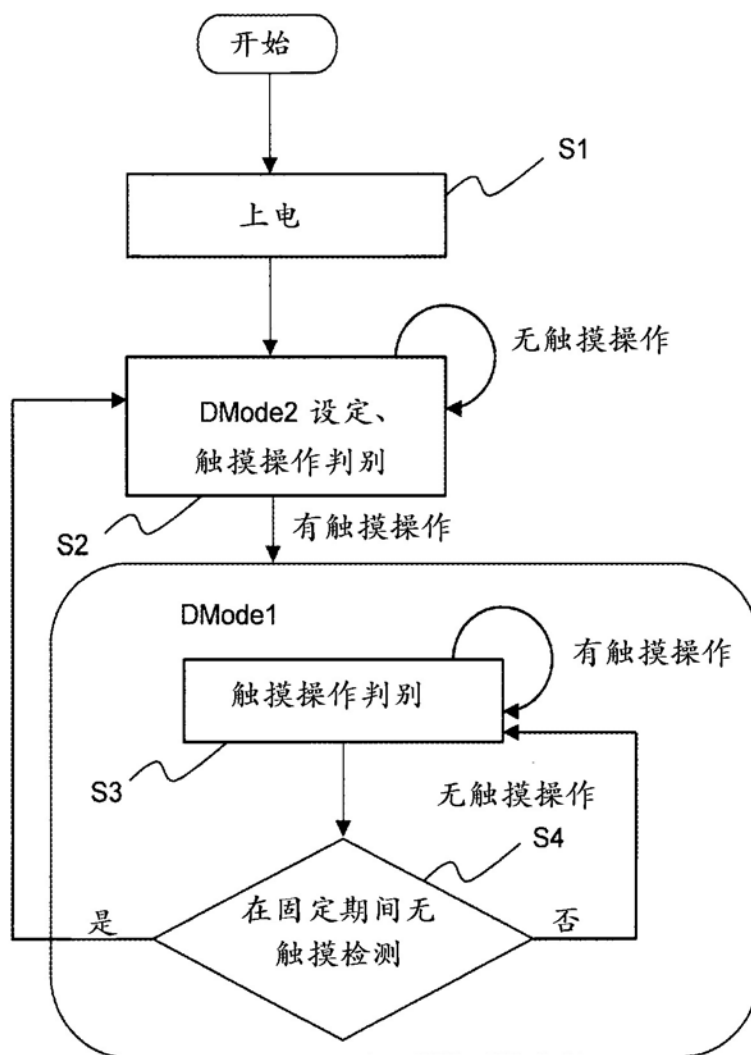 开始
S1
上电
无触摸操作
DMode2 设定、
触摸操作判别
S2
有触摸操作
DMode1
有触摸操作
触摸操作判别
S3
无触摸操作
S4
在固定期间无
触摸检测
是
否